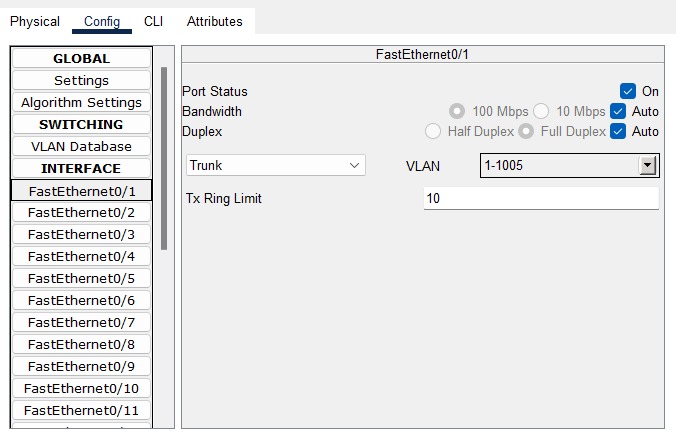 Physical Config CLI Attributes
GLOBAL
Settings
Algorithm Settings
SWITCHING
VLAN Database
INTERFACE
FastEthernet0/1
FastEthernet0/2
FastEthernet0/3
FastEthernet0/4
FastEthernet0/5
FastEthernet0/6
FastEthernet0/7
FastEthernet0/8
FastEthernet0/9
FastEthernet0/10
FastEthernet0/11
FastEthernet0/1
Port Status On
Bandwidth 100 Mbps 10 Mbps Auto
Duplex Half Duplex Full Duplex Auto
Trunk VLAN 1-1005
Tx Ring Limit 10